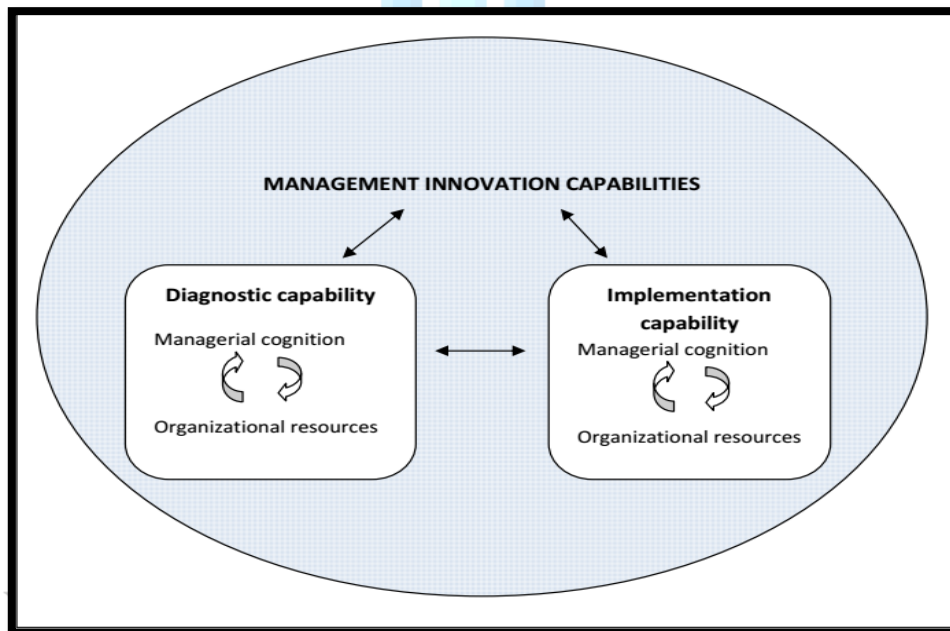 MANAGEMENT INNOVATION CAPABILITIES
Diagnostic capability
Managerial cognition
Organizational resources
Implementation
capability
Managerial cognition
Organizational resources